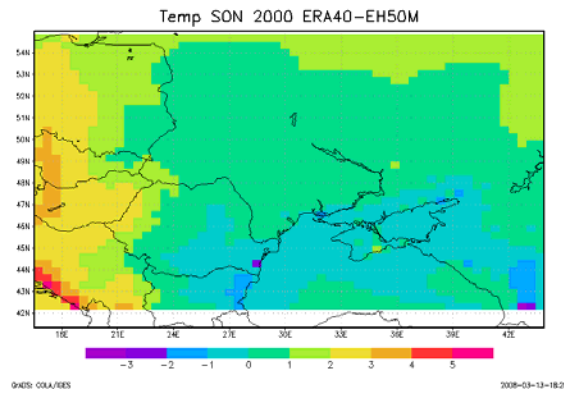 Temp SON 2000 ERA40-EH50M
54N
53N
52N
51N
50N
49N
48N
47N
46N
45N
44N
43N
42N
18E 21E 24E 27E 30E 33E 36E 39E 42E
-3 -2 -1 0 1 2 3 4 5
GrADS: COLA/IGES